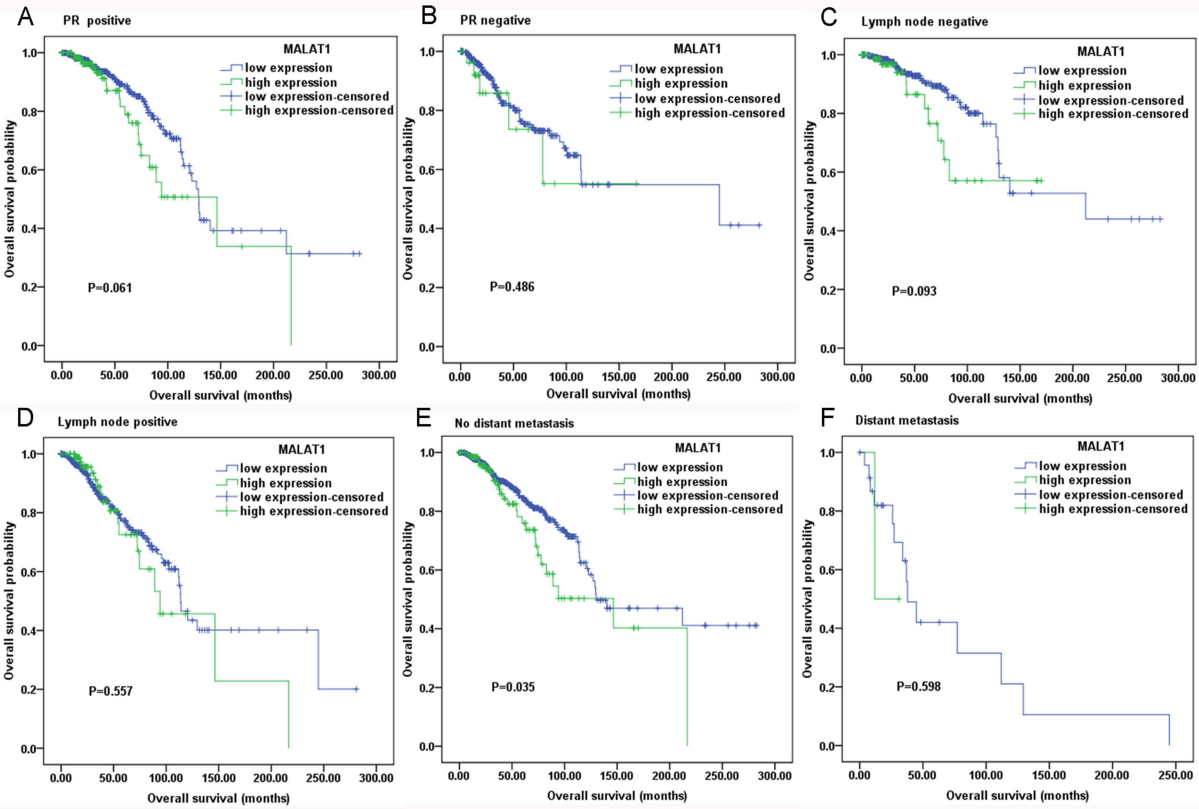 A PR positive
MALAT1
low expression
high expression
low expression-censored
high expression-censored
Overall survival probability
1.0
0.8
0.6
0.4
0.2
0.0
P=0.061
0.00 50.00 100.00 150.00 200.00 250.00 300.00
Overall survival (months)
B PR negative
MALAT1
low expression
high expression
low expression-censored
high expression-censored
Overall survival probability
1.0
0.8
0.6
0.4
0.2
0.0
P=0.486
0.00 50.00 100.00 150.00 200.00 250.00 300.00
Overall survival (months)
C Lymph node negative
MALAT1
low expression
high expression
low expression-censored
high expression-censored
Overall survival probability
1.0
0.8
0.6
0.4
0.2
0.0
P=0.093
0.00 50.00 100.00 150.00 200.00 250.00 300.00
Overall survival (months)
D Lymph node positive
MALAT1
low expression
high expression
low expression-censored
high expression-censored
Overall survival probability
1.0
0.8
0.6
0.4
0.2
0.0
P=0.557
0.00 50.00 100.00 150.00 200.00 250.00 300.00
Overall survival (months)
E No distant metastasis
MALAT1
low expression
high expression
low expression-censored
high expression-censored
Overall survival probability
1.0
0.8
0.6
0.4
0.2
0.0
P=0.035
0.00 50.00 100.00 150.00 200.00 250.00 300.00
Overall survival (months)
F Distant metastasis
MALAT1
low expression
high expression
low expression-censored
high expression-censored
Overall survival probability
1.0
0.8
0.6
0.4
0.2
0.0
P=0.598
0.00 50.00 100.00 150.00 200.00 250.00
Overall survival (months)